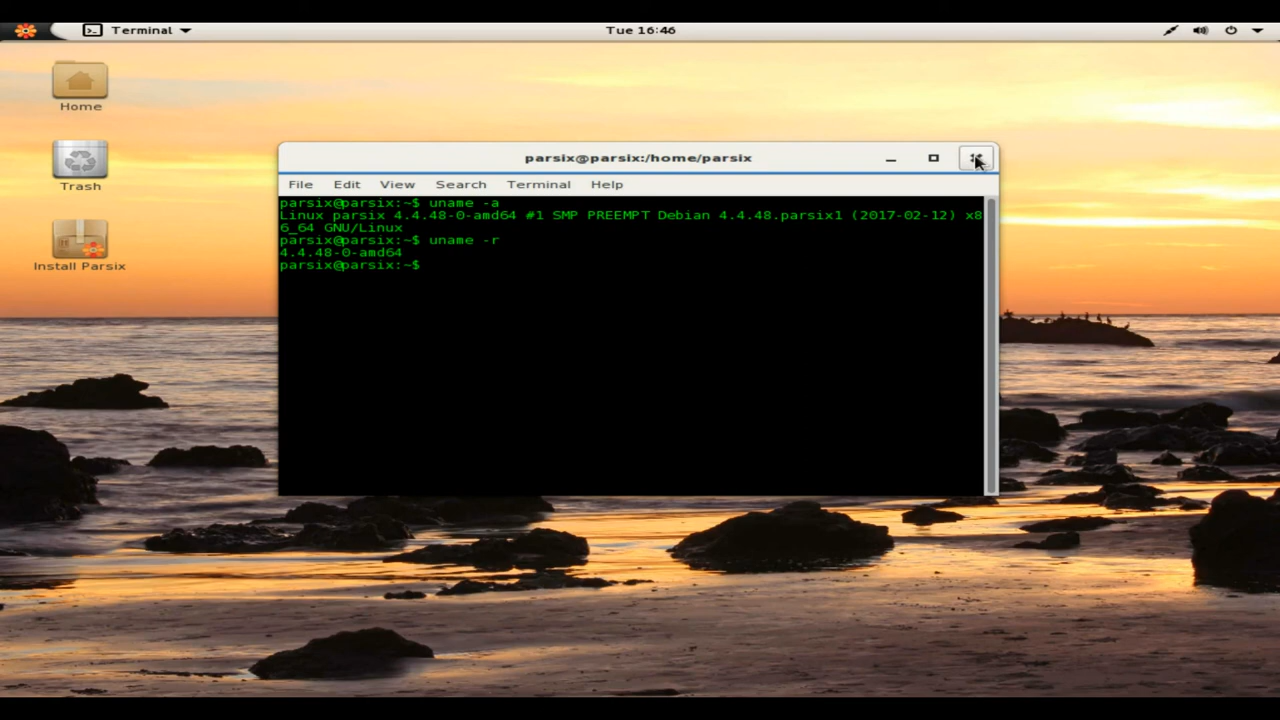 Terminal
Tue 16:46
Home
Trash
Install Parsix
parsix@parsix:/home/parsix
File Edit View Search Terminal Help
parsix@parsix:~$ uname -a
Linux parsix 4.4.48-0-amd64 #1 SMP PREEMPT Debian 4.4.48.parsix1 (2017-02-12) x8
6_64 GNU/Linux
parsix@parsix:~$ uname -r
4.4.48-0-amd64
parsix@parsix:~$